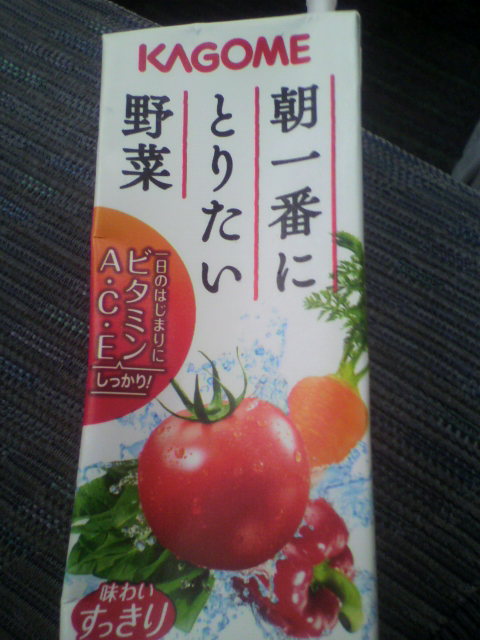 KAGOME
朝一番に
とりたい
野菜
一日のはじまりに
ビタミン
A・C・E
しっかり!
味わい
すっきり